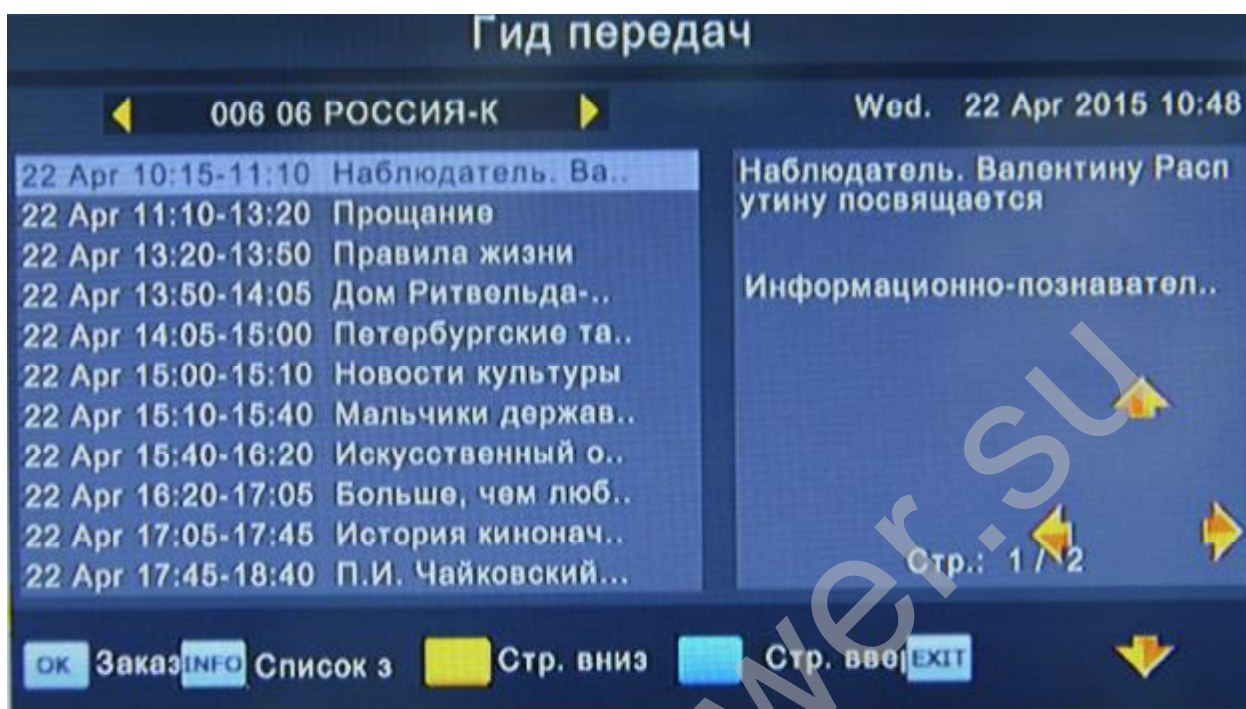 Гид передач
006 06 РОССИЯ-К
Wed. 22 Apr 2015 10:48
22 Apr 10:15-11:10 Наблюдатель. Ва..
22 Apr 11:10-13:20 Прощание
22 Apr 13:20-13:50 Правила жизни
22 Apr 13:50-14:05 Дом Ритвельда-..
22 Apr 14:05-15:00 Петербургские та..
22 Apr 15:00-15:10 Новости культуры
22 Apr 15:10-15:40 Мальчики держав..
22 Apr 15:40-16:20 Искусственный о..
22 Apr 16:20-17:05 Больше, чем люб..
22 Apr 17:05-17:45 История кинонач..
22 Apr 17:45-18:40 П.И. Чайковский...
Наблюдатель. Валентину Расп
утину посвящается
Информационно-познавател..
Стр.: 1 / 2
OK Заказ INFO Список з Стр. вниз Стр. ввер EXIT
wer.su